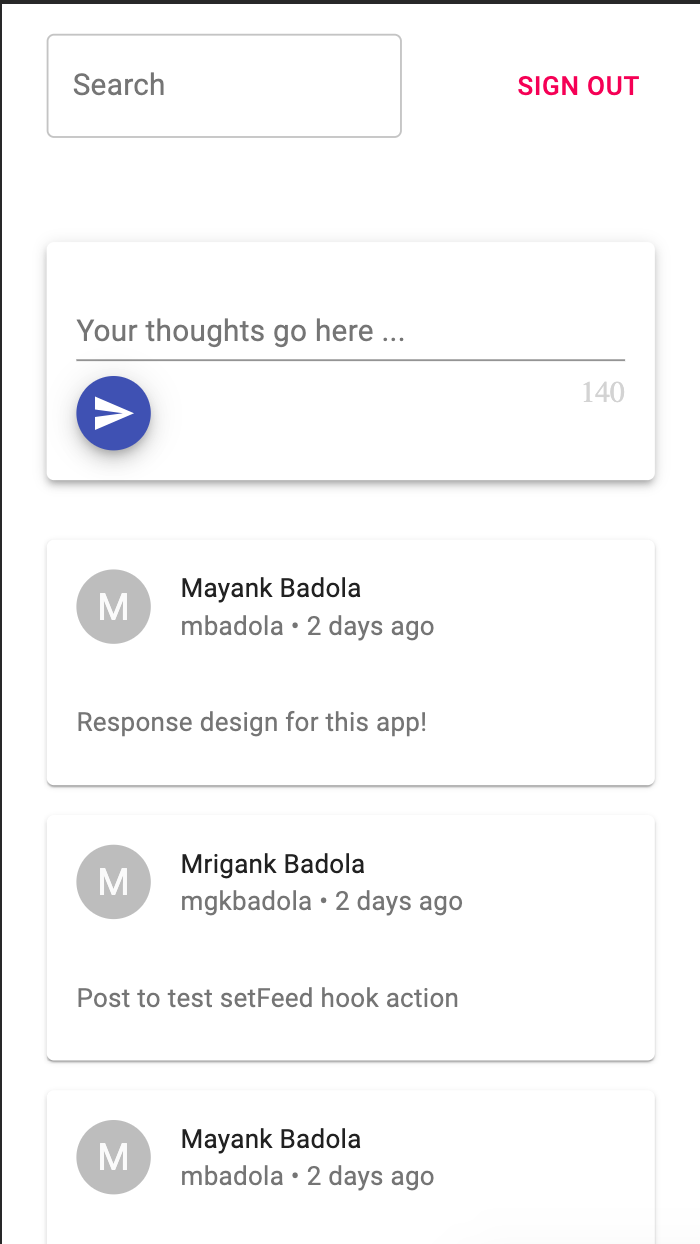 Search
SIGN OUT
Your thoughts go here ...
140
M
Mayank Badola
mbadola • 2 days ago
Response design for this app!
M
Mrigank Badola
mgkbadola • 2 days ago
Post to test setFeed hook action
M
Mayank Badola
mbadola • 2 days ago